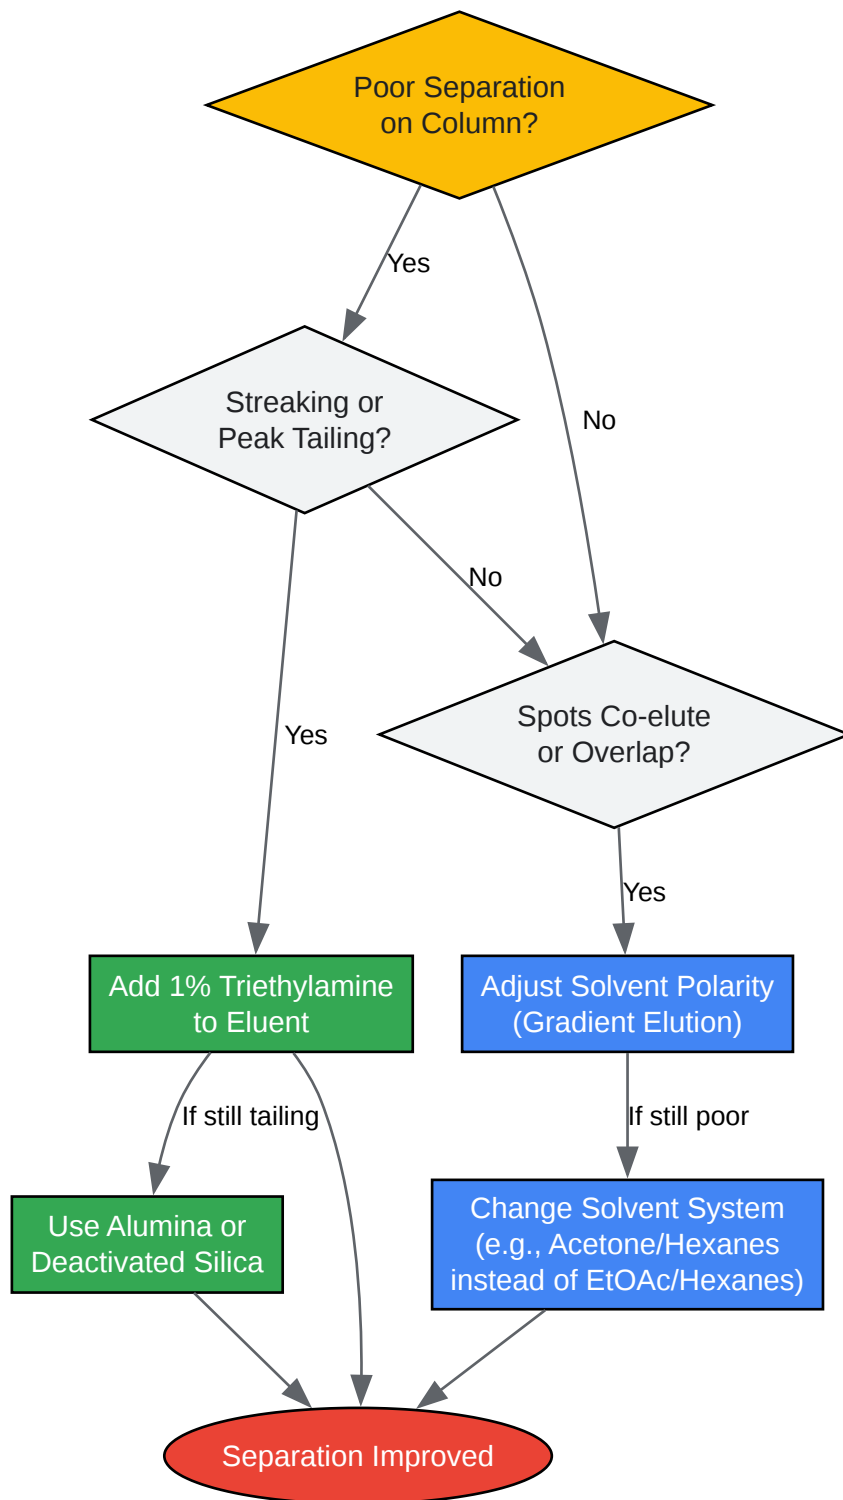 Poor Separation
on Column?
Yes
Streaking or
Peak Tailing?
No
No
Spots Co-elute
or Overlap?
Yes
Yes
Add 1% Triethylamine
to Eluent
Adjust Solvent Polarity
(Gradient Elution)
If still tailing
If still poor
Use Alumina or
Deactivated Silica
Change Solvent System
(e.g., Acetone/Hexanes
instead of EtOAc/Hexanes)
Separation Improved